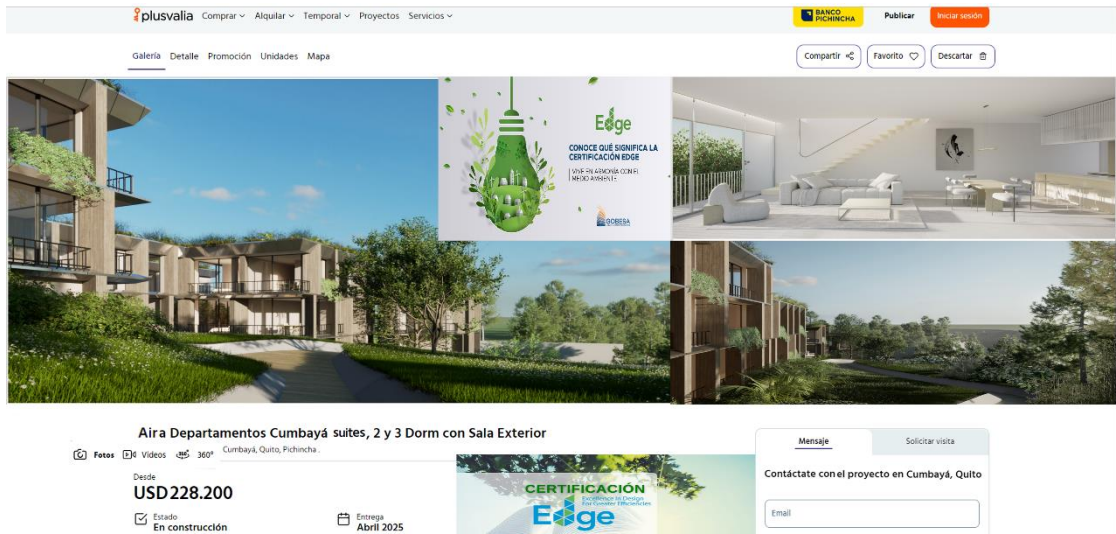 plusvalia Comprar Alquilar Temporal Proyectos Servicios
BANCO
PICHINCHA
Publicar
Iniciar sesión
Galería Detalle Promoción Unidades Mapa
Compartir Favorito Descartar
Edge
CONOCE QUÉ SIGNIFICA LA
CERTIFICACIÓN EDGE
VIVE EN ARMONÍA CON EL
MEDIO AMBIENTE
GOBESA
Aira Departamentos Cumbayá suites, 2 y 3 Dorm con Sala Exterior
Fotos Videos 360°
Cumbayá, Quito, Pichincha .
Desde
USD 228.200
Estado
En construcción
Entrega
Abril 2025
CERTIFICACIÓN
Excellence in Design
For Greater Efficiencies
Edge
Mensaje
Solicitar visita
Contáctate con el proyecto en Cumbayá, Quito
Email